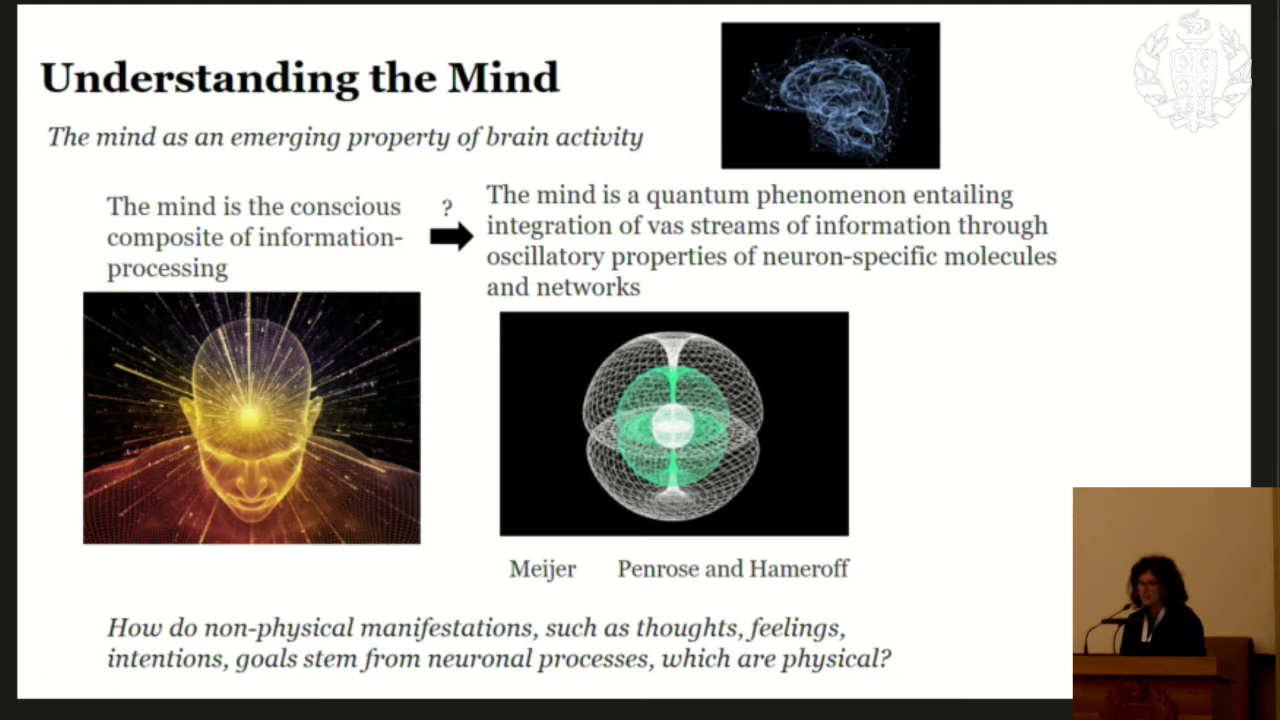 Understanding the Mind
The mind as an emerging property of brain activity
The mind is the conscious
composite of information-
processing
?
The mind is a quantum phenomenon entailing
integration of vas streams of information through
oscillatory properties of neuron-specific molecules
and networks
Meijer
Penrose and Hameroff
How do non-physical manifestations, such as thoughts, feelings,
intentions, goals stem from neuronal processes, which are physical?